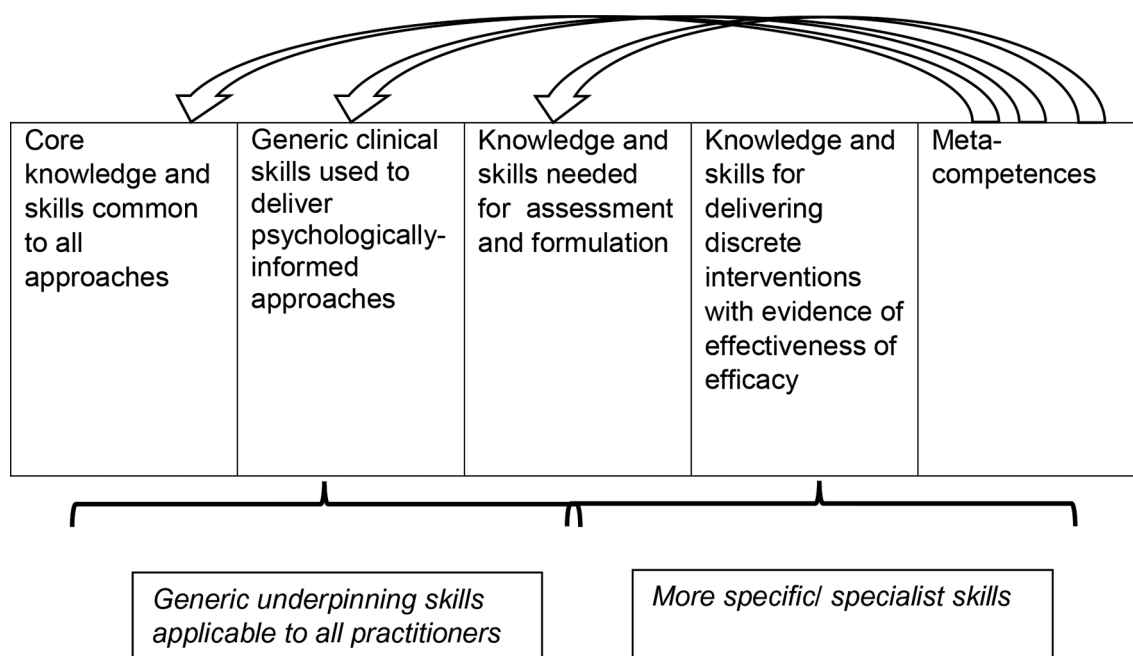 Core
knowledge and
skills common
to all
approaches
Generic clinical
skills used to
deliver
psychologically-
informed
approaches
Knowledge and
skills needed
for assessment
and formulation
Knowledge and
skills for
delivering
discrete
interventions
with evidence of
effectiveness of
efficacy
Meta-
competences
Generic underpinning skills
applicable to all practitioners
More specific/ specialist skills